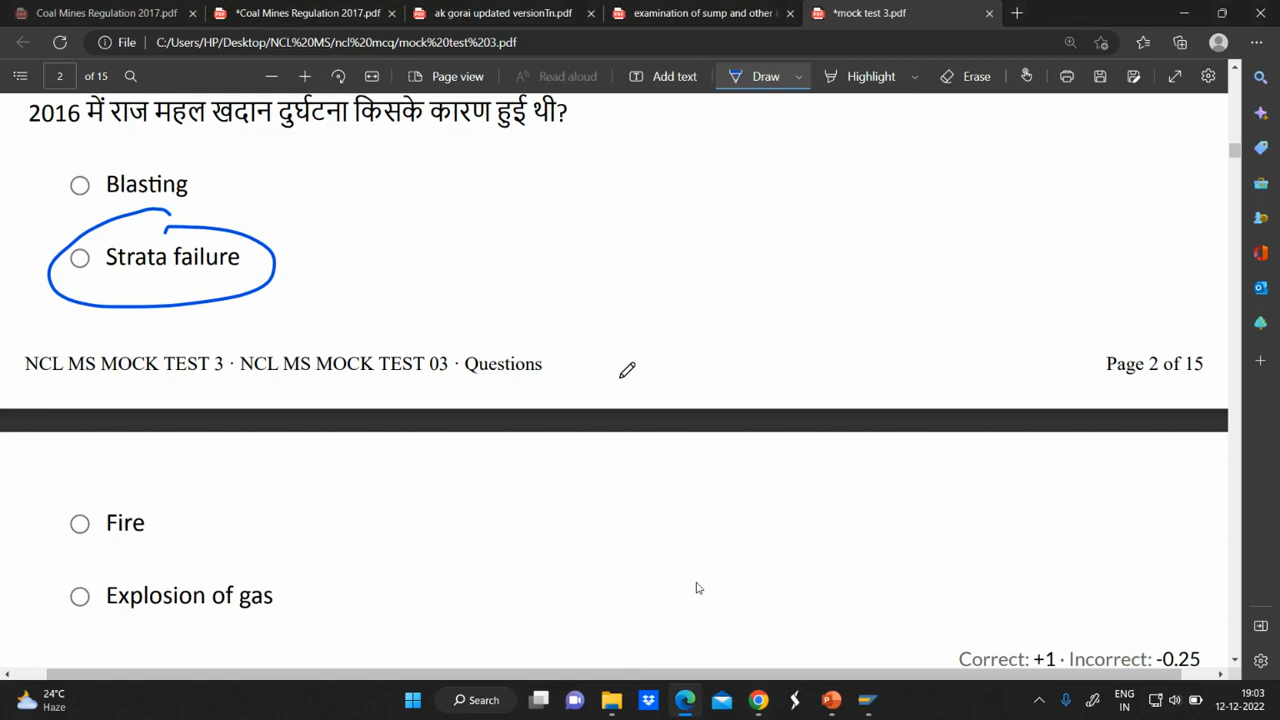 Coal Mines Regulation 2017.pdf
*Coal Mines Regulation 2017.pdf
ak gorai updated versionTn.pdf
examination of sump and other i
*mock test 3.pdf
File
C:/Users/HP/Desktop/NCL%20MS/ncl%20mcq/mock%20test%203.pdf
2
of 15
Page view
Read aloud
Add text
Draw
Highlight
Erase
2016 में राज महल खदान दुर्घटना किसके कारण हुई थी?
Blasting
Strata failure
NCL MS MOCK TEST 3 · NCL MS MOCK TEST 03 · Questions
Page 2 of 15
Fire
Explosion of gas
Correct: +1 · Incorrect: -0.25
24°C
Haze
Search
ENG
IN
19:03
12-12-2022